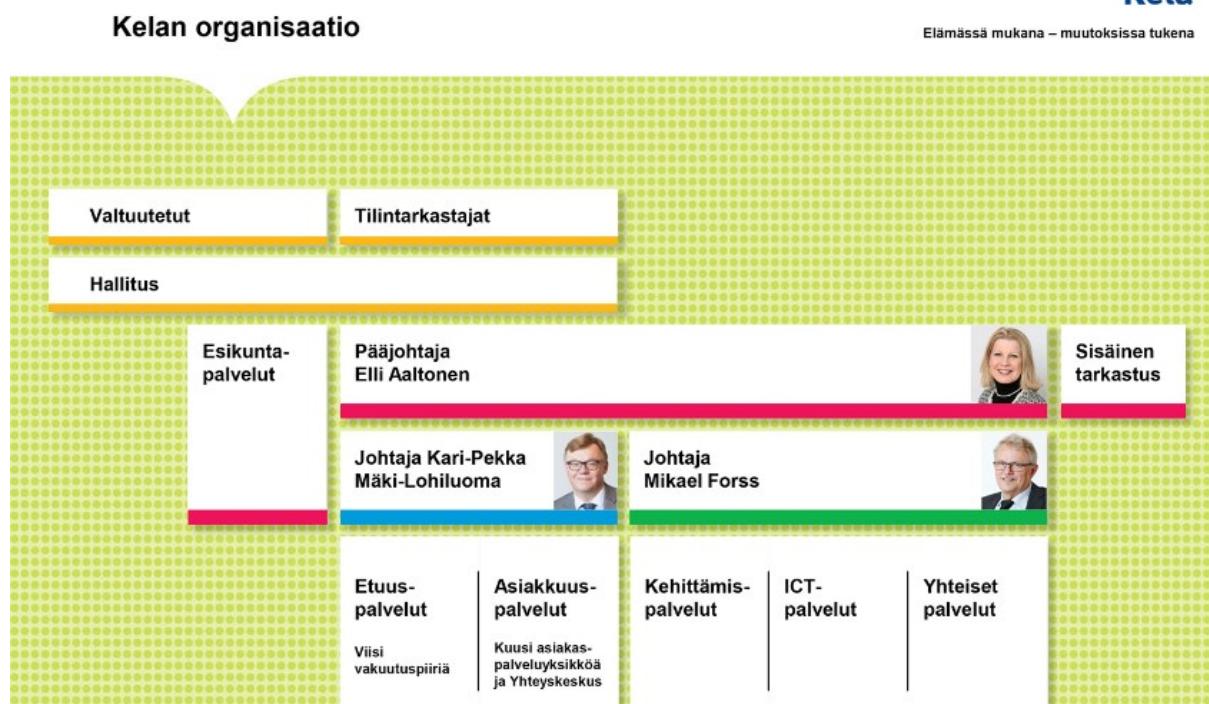 Kela
Kelan organisaatio
Elämässä mukana – muutoksissa tukena
Valtuutetut
Tilintarkastajat
Hallitus
Esikunta-
palvelut
Pääjohtaja
Elli Aaltonen
Sisäinen
tarkastus
Johtaja Kari-Pekka
Mäki-Lohiluoma
Johtaja
Mikael Forss
Etuus-
palvelut
Viisi
vakuutuspiiriä
Asiakkuus-
palvelut
Kuusi asiakas-
palveluyksikköä
ja Yhteyskeskus
Kehittämis-
palvelut
ICT-
palvelut
Yhteiset
palvelut